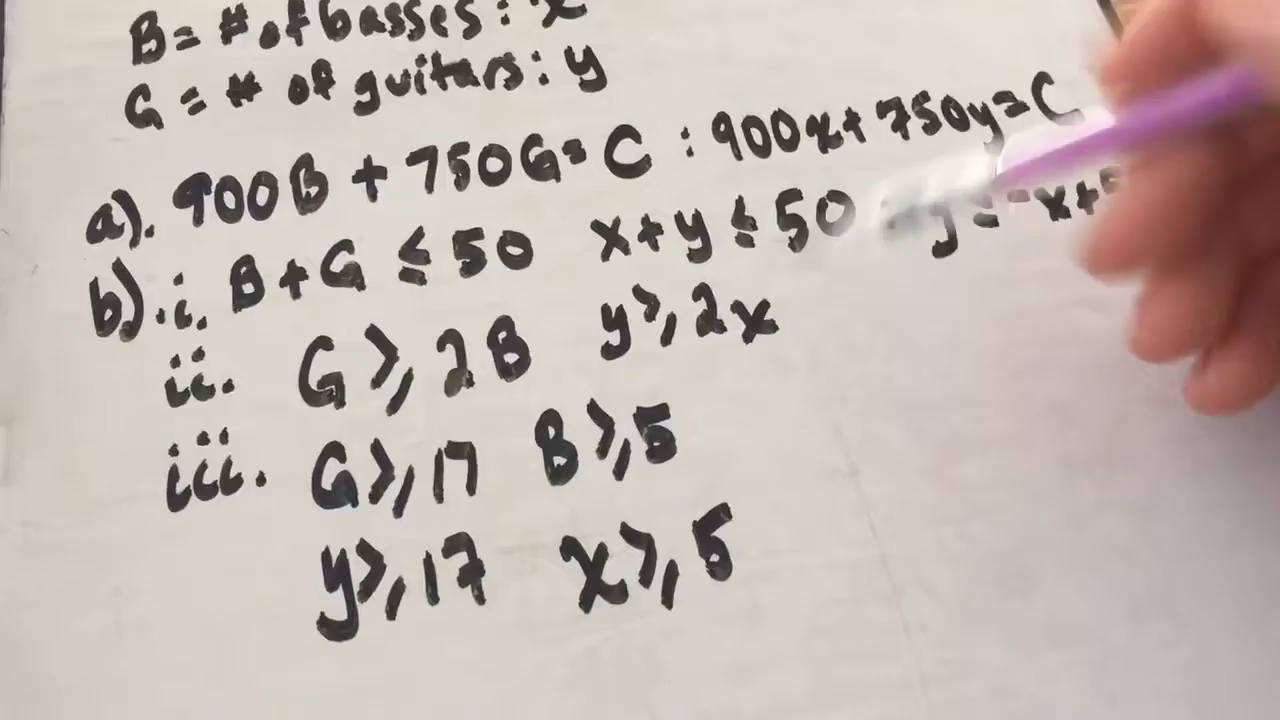 B = # of basses : x
G = # of guitars : y
a). 900B + 750G = C : 900x + 750y = C
b). i. B + G ≤ 50 x + y ≤ 50 y ≤ -x +
ii. G ≥ 2B y ≥ 2x
iii. G ≥ 17 B ≥ 5
y ≥ 17 x ≥ 5